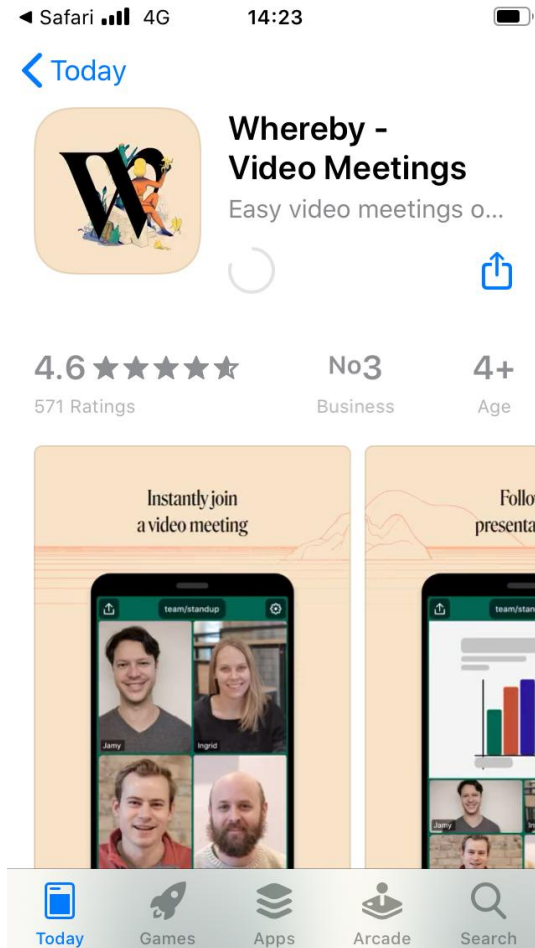 Safari 4G 14:23
Today
Whereby -
Video Meetings
Easy video meetings o...
4.6 No3 4+
571 Ratings Business Age
Instantly join
a video meeting
Follo
presenta
team/standup
team/stan
Jamy Ingrid
Jamy In
Today Games Apps Arcade Search